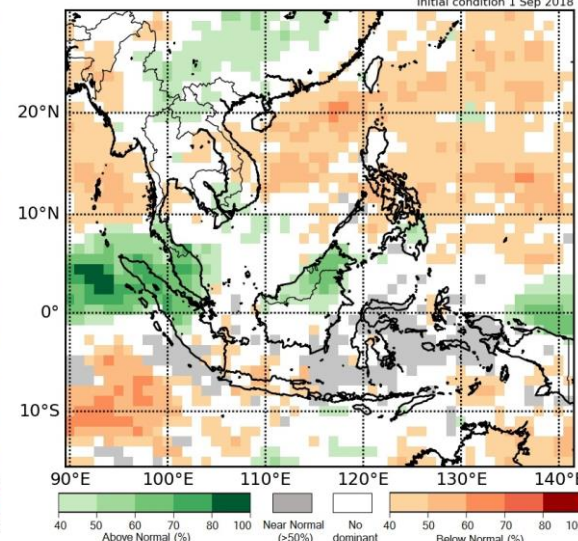 Initial condition 1 Sep 2018
20°N
10°N
0°
10°S
90°E 100°E 110°E 120°E 130°E 140°E
40 50 60 70 80 100
Above Normal (%)
Near Normal
(>50%)
No
dominant
40 50 60 70 80
Below Normal (%)